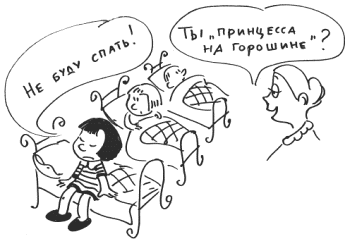 Не буду спать!
Ты „принцесса
на горошине"?